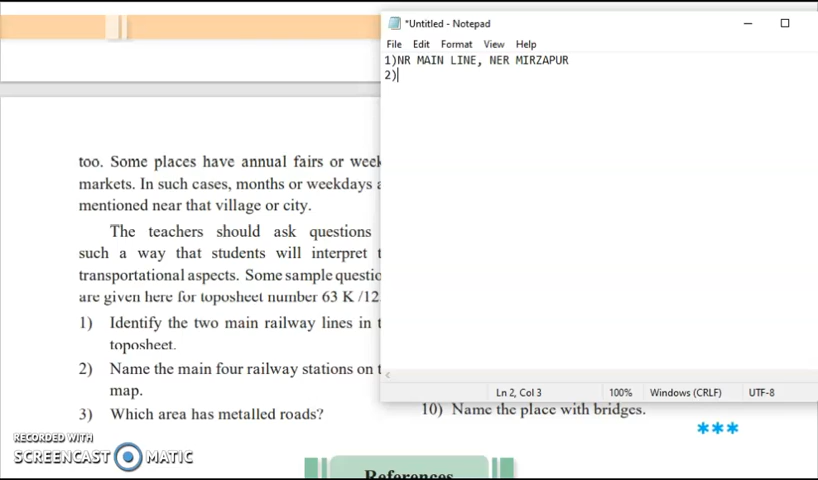 *Untitled - Notepad
File Edit Format View Help
1)NR MAIN LINE, NER MIRZAPUR
2)
Ln 2, Col 3 100% Windows (CRLF) UTF-8
too. Some places have annual fairs or
markets. In such cases, months or weekdays
mentioned near that village or city.
The teachers should ask questions
such a way that students will interpret
transportational aspects. Some sample
are given here for toposheet number 63 K /12
1) Identify the two main railway lines in
toposheet.
2) Name the main four railway stations on
map.
3) Which area has metalled roads?
10) Name the place with bridges.
***
References
RECORDED WITH
SCREENCAST MATIC